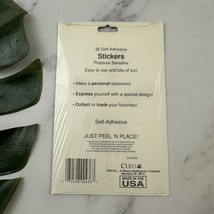 36 Self Adhesive
Stickers
Pressure Sensitive
Easy to use and lots of fun!
• Make a personal statement
• Express yourself with a special design!
• Collect or trade your favorites!
Self-Adhesive
JUST PEEL 'N PLACE!
CLEO
MADE IN THE
USA